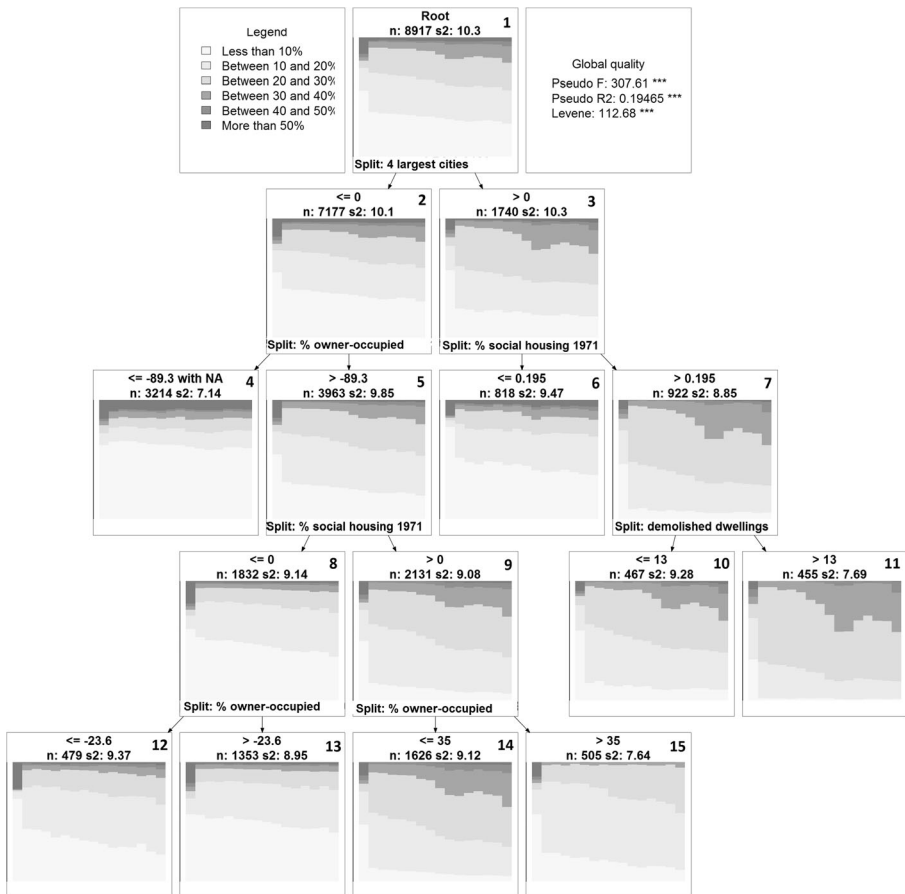 Legend
Less than 10%
Between 10 and 20%
Between 20 and 30%
Between 30 and 40%
Between 40 and 50%
More than 50%
Root 1
n: 8917 s2: 10.3
Split: 4 largest cities
Global quality
Pseudo F: 307.61 ***
Pseudo R2: 0.19465 ***
Levene: 112.68 ***
<= 0 2
n: 7177 s2: 10.1
Split: % owner-occupied
> 0 3
n: 1740 s2: 10.3
Split: % social housing 1971
<= -89.3 with NA 4
n: 3214 s2: 7.14
> -89.3 5
n: 3963 s2: 9.85
Split: % social housing 1971
<= 0.195 6
n: 818 s2: 9.47
> 0.195 7
n: 922 s2: 8.85
Split: demolished dwellings
<= 0 8
n: 1832 s2: 9.14
Split: % owner-occupied
> 0 9
n: 2131 s2: 9.08
Split: % owner-occupied
<= 13 10
n: 467 s2: 9.28
> 13 11
n: 455 s2: 7.69
<= -23.6 12
n: 479 s2: 9.37
> -23.6 13
n: 1353 s2: 8.95
<= 35 14
n: 1626 s2: 9.12
> 35 15
n: 505 s2: 7.64